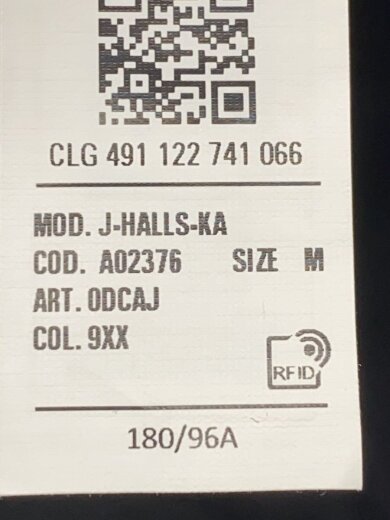 CLG 491 122 741 066
MOD. J-HALLS-KA
COD. A02376 SIZE M
ART. 0DCAJ
COL. 9XX
RFID
180/96A